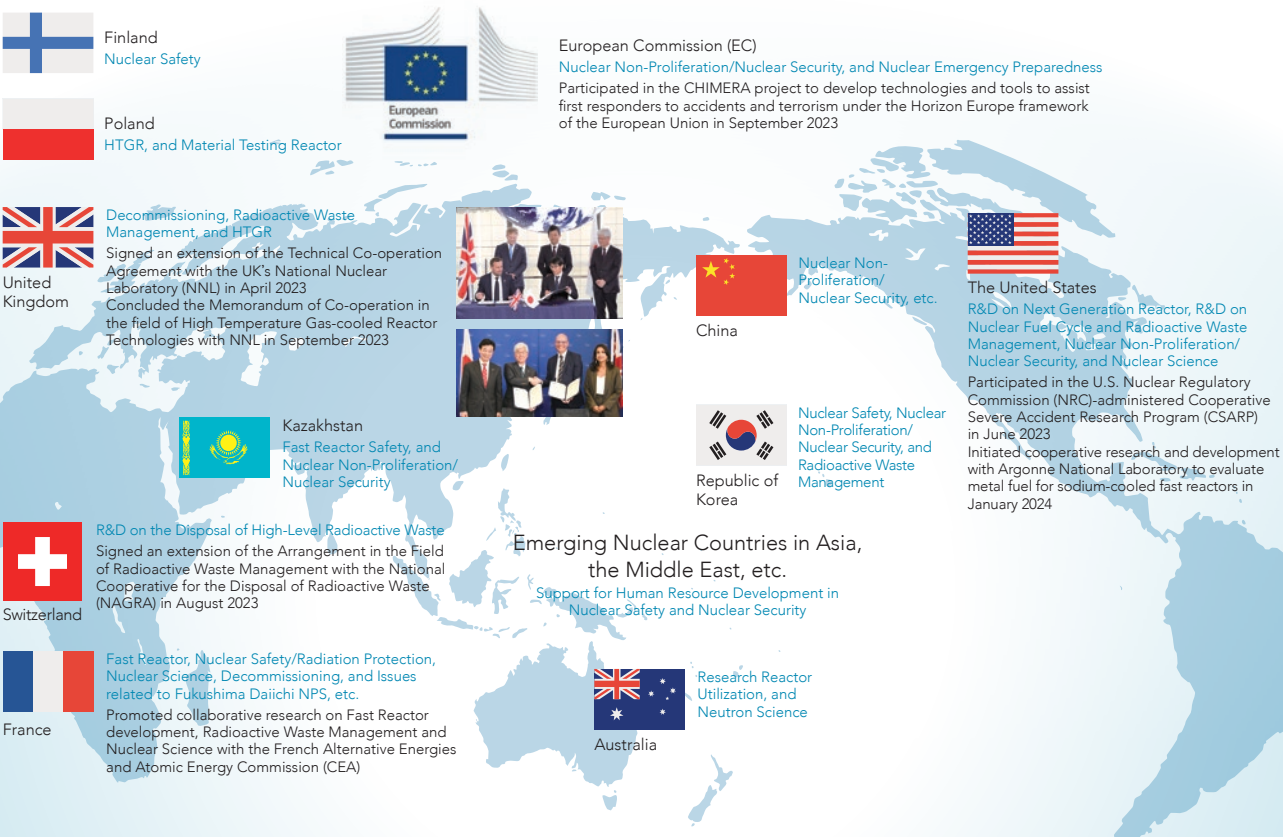 Finland
Nuclear Safety
European Commission (EC)
Nuclear Non-Proliferation/Nuclear Security, and Nuclear Emergency Preparedness
Participated in the CHIMERA project to develop technologies and tools to assist
first responders to accidents and terrorism under the Horizon Europe framework
of the European Union in September 2023
European
Commission
Poland
HTGR, and Material Testing Reactor
United
Kingdom
Decommissioning, Radioactive Waste
Management, and HTGR
Signed an extension of the Technical Co-operation
Agreement with the UK's National Nuclear
Laboratory (NNL) in April 2023
Concluded the Memorandum of Co-operation in
the field of High Temperature Gas-cooled Reactor
Technologies with NNL in September 2023
China
Nuclear Non-
Proliferation/
Nuclear Security, etc.
The United States
R&D on Next Generation Reactor, R&D on
Nuclear Fuel Cycle and Radioactive Waste
Management, Nuclear Non-Proliferation/
Nuclear Security, and Nuclear Science
Participated in the U.S. Nuclear Regulatory
Commission (NRC)-administered Cooperative
Severe Accident Research Program (CSARP)
in June 2023
Initiated cooperative research and development
with Argonne National Laboratory to evaluate
metal fuel for sodium-cooled fast reactors in
January 2024
Kazakhstan
Fast Reactor Safety, and
Nuclear Non-Proliferation/
Nuclear Security
Republic of
Korea
Nuclear Safety, Nuclear
Non-Proliferation/
Nuclear Security, and
Radioactive Waste
Management
Switzerland
R&D on the Disposal of High-Level Radioactive Waste
Signed an extension of the Arrangement in the Field
of Radioactive Waste Management with the National
Cooperative for the Disposal of Radioactive Waste
(NAGRA) in August 2023
Emerging Nuclear Countries in Asia,
the Middle East, etc.
Support for Human Resource Development in
Nuclear Safety and Nuclear Security
France
Fast Reactor, Nuclear Safety/Radiation Protection,
Nuclear Science, Decommissioning, and Issues
related to Fukushima Daiichi NPS, etc.
Promoted collaborative research on Fast Reactor
development, Radioactive Waste Management and
Nuclear Science with the French Alternative Energies
and Atomic Energy Commission (CEA)
Australia
Research Reactor
Utilization, and
Neutron Science